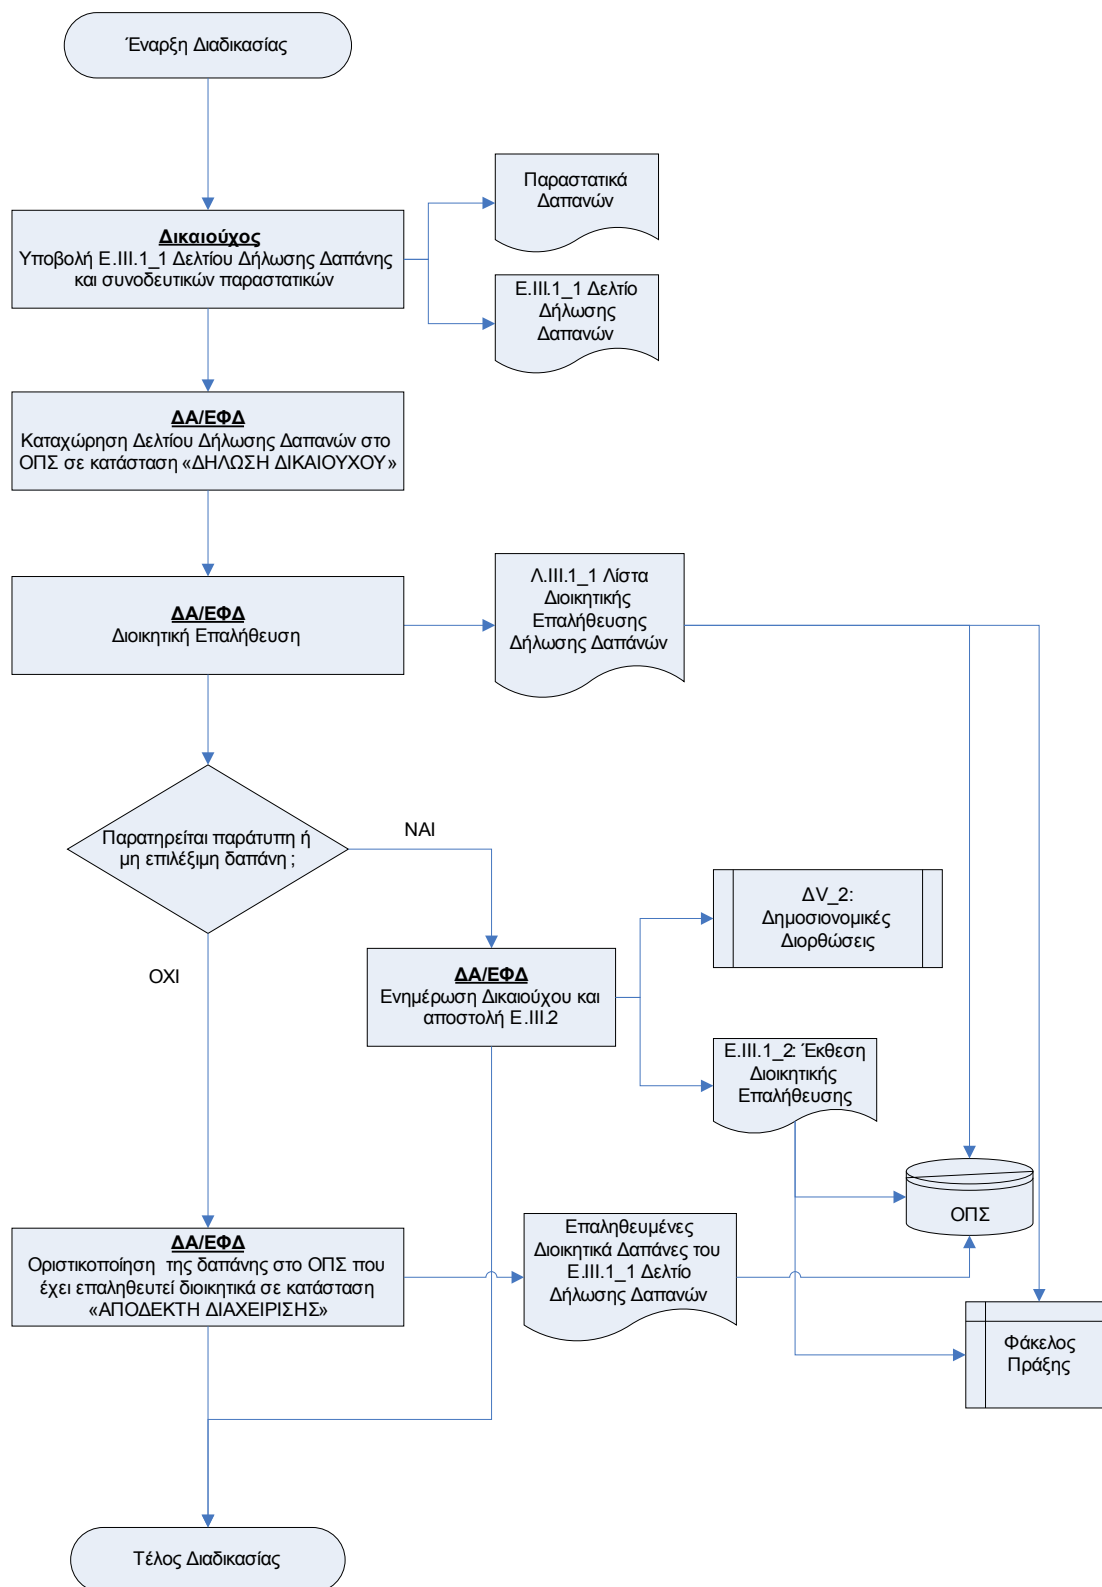 Έναρξη Διαδικασίας
Παραστατικά
Δαπανών
Δικαιούχος
Υποβολή Ε.ΙΙΙ.1_1 Δελτίου Δήλωσης Δαπάνης
και συνοδευτικών παραστατικών
Ε.ΙΙΙ.1_1 Δελτίο
Δήλωσης
Δαπανών
ΔΑ/ΕΦΔ
Καταχώρηση Δελτίου Δήλωσης Δαπανών στο
ΟΠΣ σε κατάσταση «ΔΗΛΩΣΗ ΔΙΚΑΙΟΥΧΟΥ»
ΔΑ/ΕΦΔ
Διοικητική Επαλήθευση
Λ.ΙΙΙ.1_1 Λίστα
Διοικητικής
Επαλήθευσης
Δήλωσης Δαπάνών
Παρατηρείται παράτυπη ή
μη επιλέξιμη δαπάνη ;
ΝΑΙ
ΟΧΙ
ΔV_2:
Δημοσιονομικές
Διορθώσεις
ΔΑ/ΕΦΔ
Ενημέρωση Δικαιούχου και
αποστολή Ε.ΙΙΙ.2
Ε.ΙΙΙ.1_2: Έκθεση
Διοικητικής
Επαλήθευσης
ΟΠΣ
ΔΑ/ΕΦΔ
Οριστικοποίηση της δαπάνης στο ΟΠΣ που
έχει επαληθευτεί διοικητικά σε κατάσταση
«ΑΠΟΔΕΚΤΗ ΔΙΑΧΕΙΡΙΣΗΣ»
Επαληθευμένες
Διοικητικά Δαπάνες του
Ε.ΙΙΙ.1_1 Δελτίο
Δήλωσης Δαπανών
Φάκελος
Πράξης
Τέλος Διαδικασίας